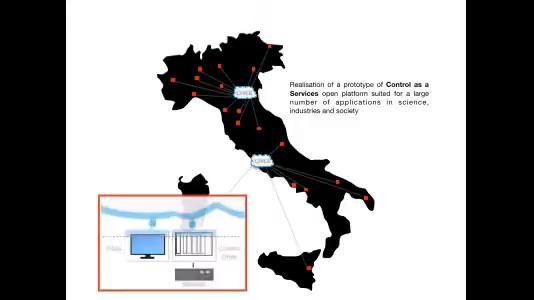 Realisation of a prototype of Control as a
Services open platform suited for a large
number of applications in science,
industries and society